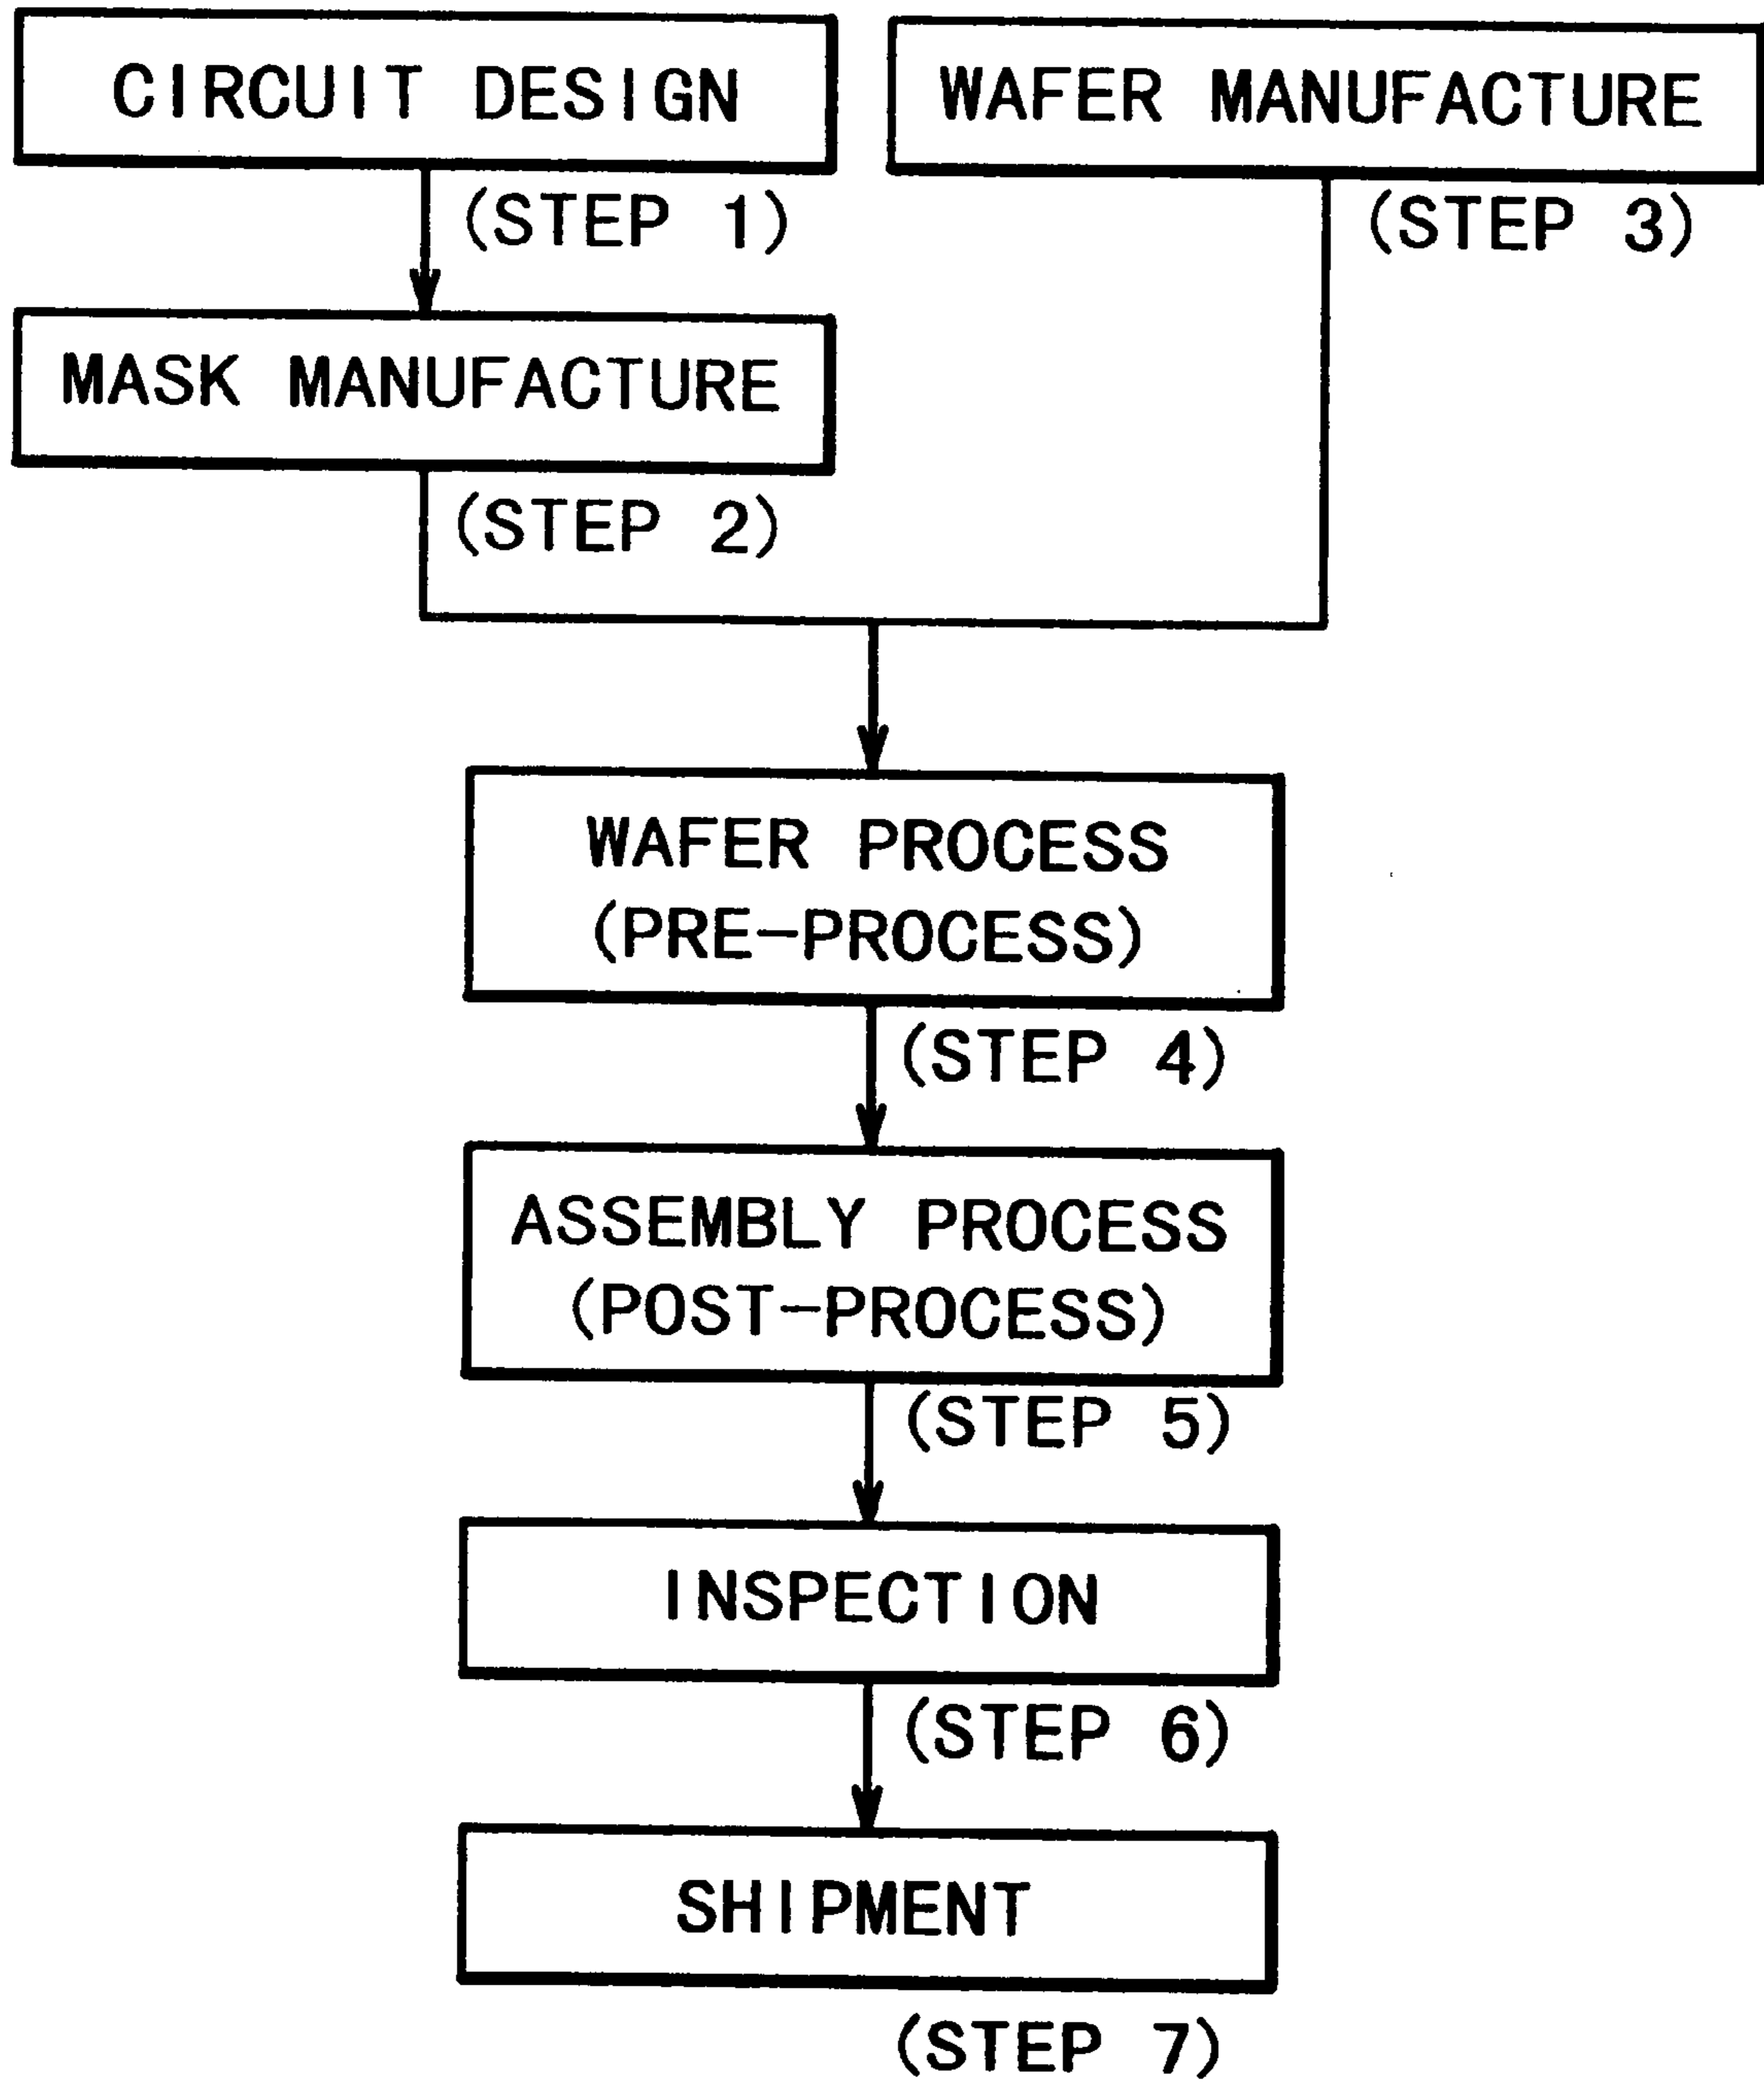 CIRCUIT DESIGN
(STEP 1)
WAFER MANUFACTURE
(STEP 3)
MASK MANUFACTURE
(STEP 2)
WAFER PROCESS
(PRE-PROCESS)
(STEP 4)
ASSEMBLY PROCESS
(POST-PROCESS)
(STEP 5)
INSPECTION
(STEP 6)
SHIPMENT
(STEP 7)